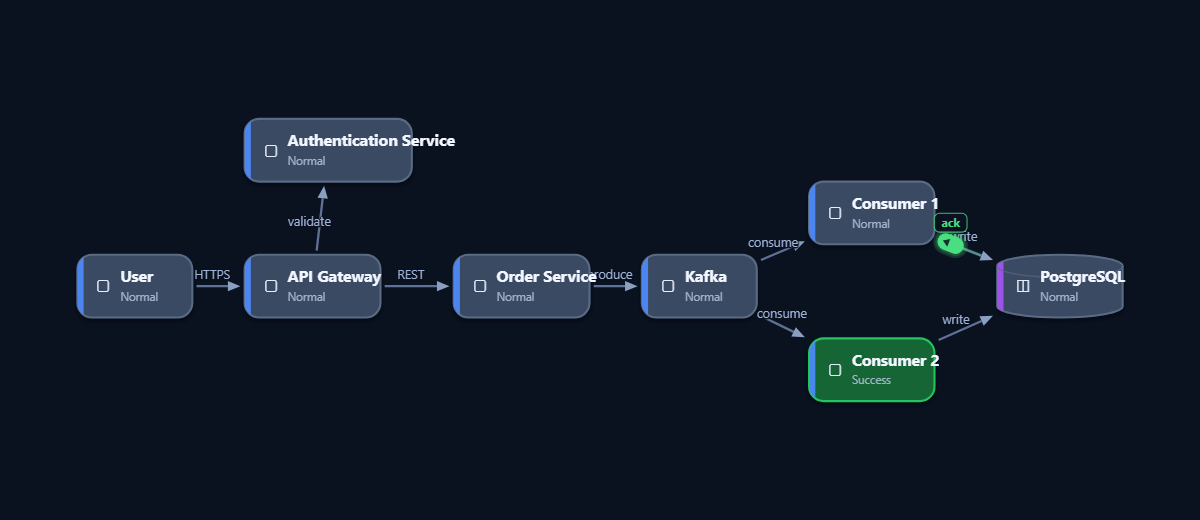 Authentication Service
Normal
validate
User
Normal
HTTPS
API Gateway
Normal
REST
Order Service
Normal
roduce
Kafka
Normal
consume
consume
Consumer 1
Normal
ack
write
Consumer 2
Success
write
PostgreSQL
Normal